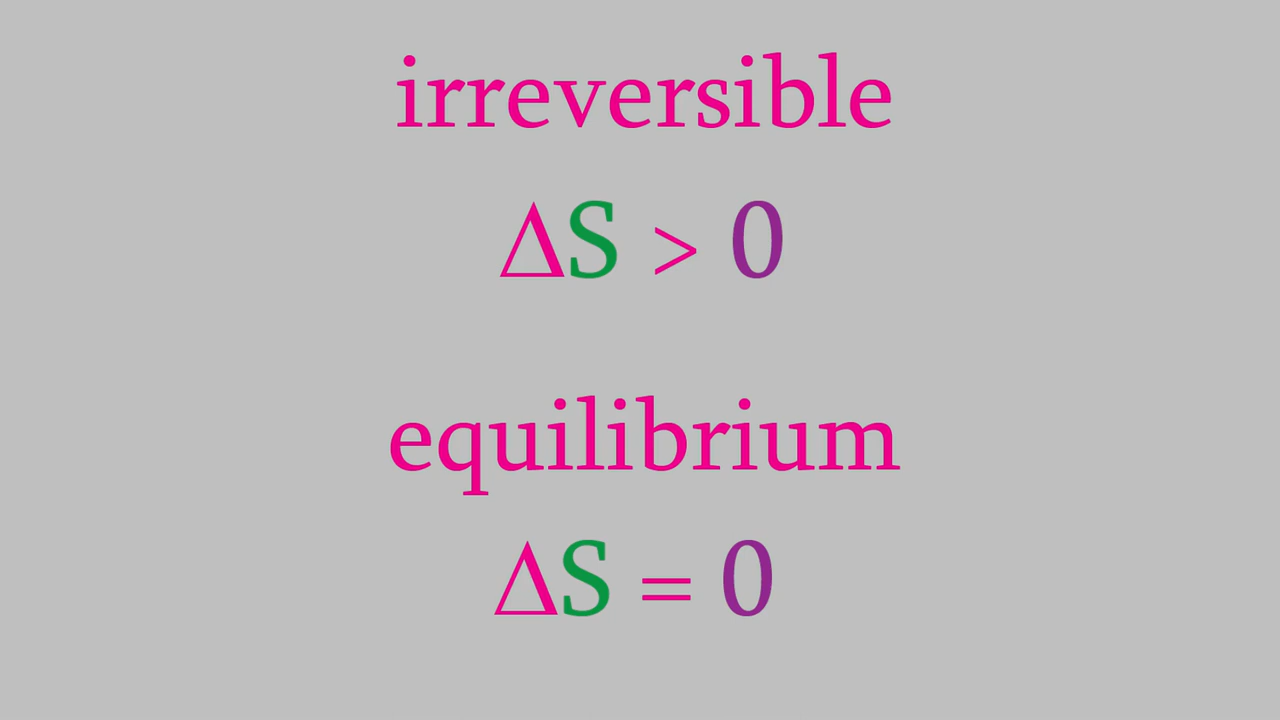 irreversible
ΔS > 0
equilibrium
ΔS = 0